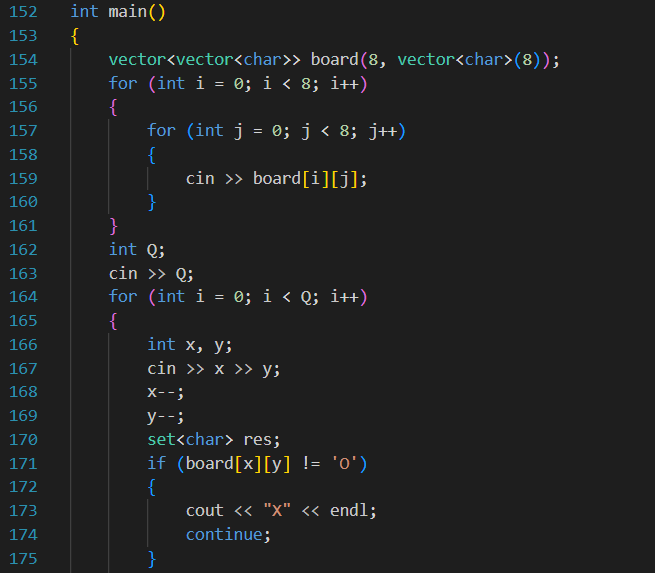 152 int main()
153 {
154 vector<vector<char>> board(8, vector<char>(8));
155 for (int i = 0; i < 8; i++)
156 {
157 for (int j = 0; j < 8; j++)
158 {
159 cin >> board[i][j];
160 }
161 }
162 int Q;
163 cin >> Q;
164 for (int i = 0; i < Q; i++)
165 {
166 int x, y;
167 cin >> x >> y;
168 x--;
169 y--;
170 set<char> res;
171 if (board[x][y] != 'O')
172 {
173 cout << "X" << endl;
174 continue;
175 }